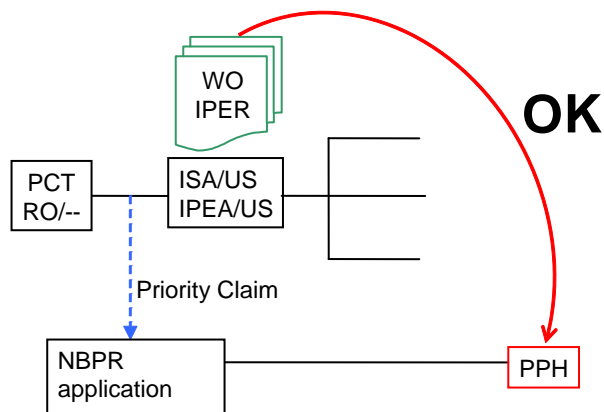 WO
IPER
OK
PCT
RO/--
ISA/US
IPEA/US
Priority Claim
NBPR
application
PPH